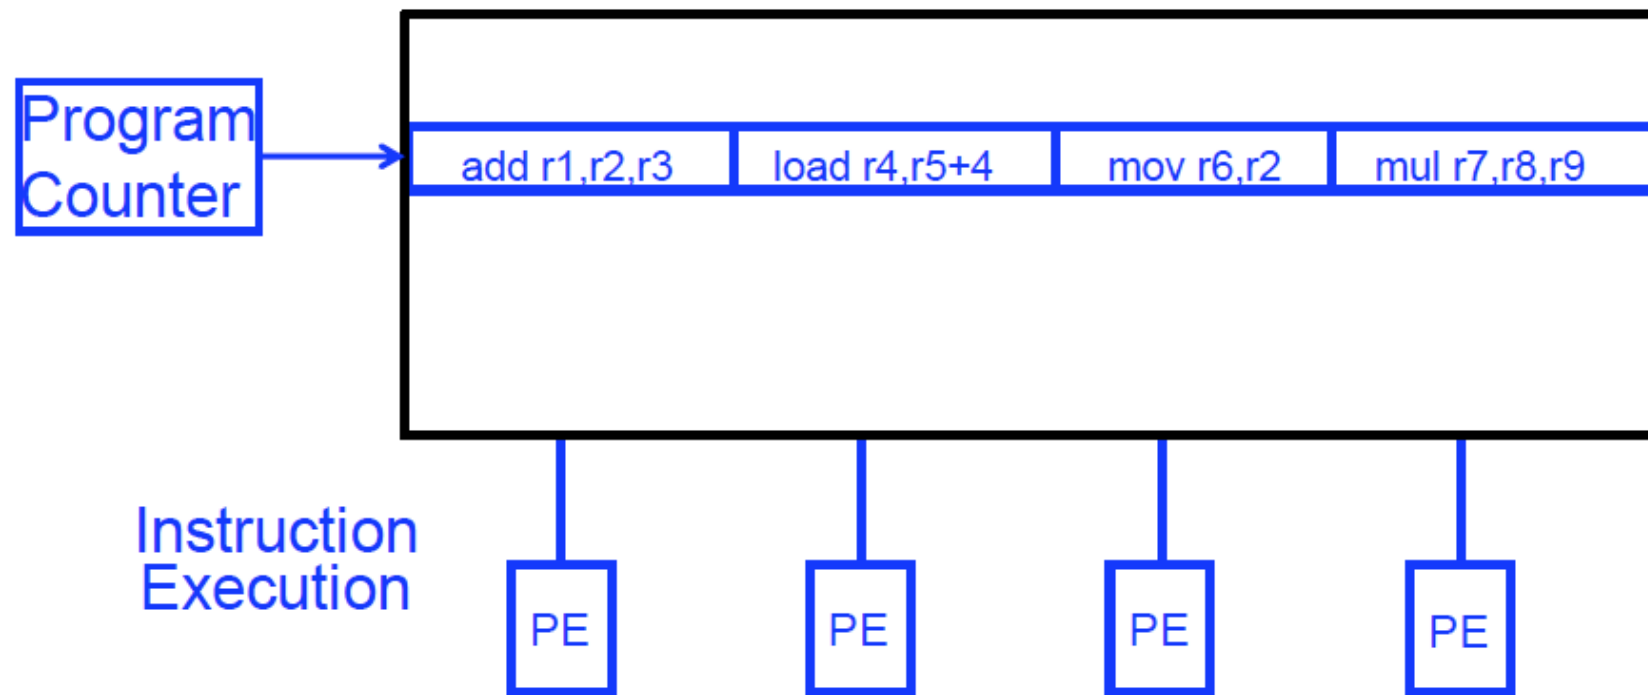 Program
Counter
add r1,r2,r3
load r4,r5+4
mov r6,r2
mul r7,r8,r9
Instruction
Execution
PE
PE
PE
PE